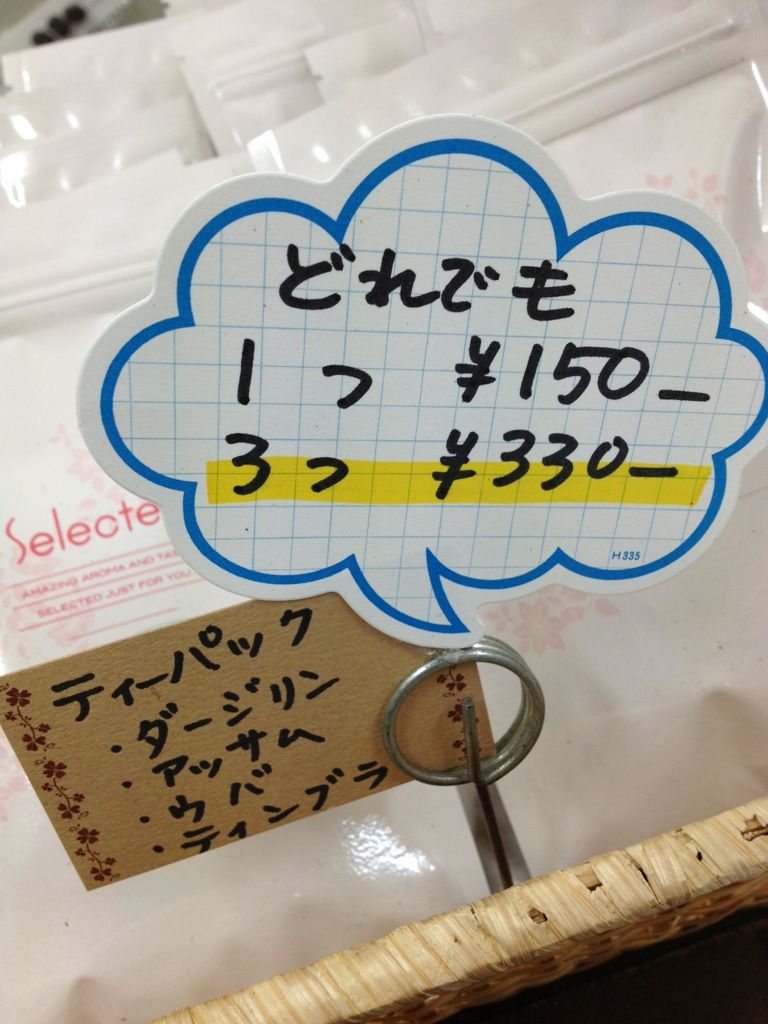 どれでも
1つ ¥150-
3つ ¥330-
H335
Selecte
AMAZING AROMA AND
SELECTED JUST FOR YOU
ティーパック
・ダージリン
・アッサム
・ウバ
・ティンブラ